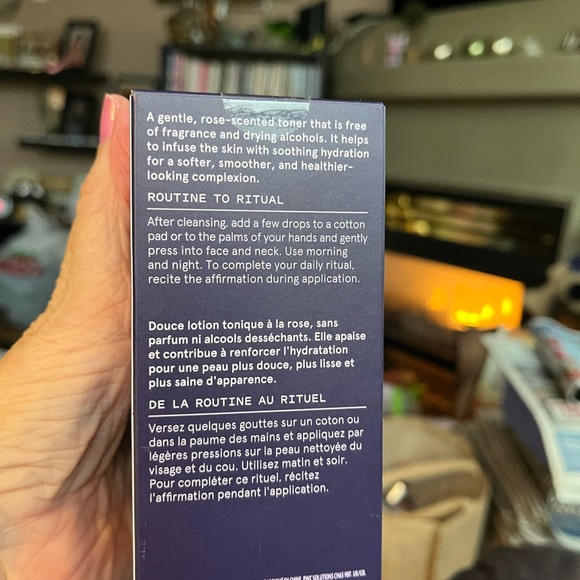 A gentle, rose-scented toner that is free
of fragrance and drying alcohols. It helps
to infuse the skin with soothing hydration
for a softer, smoother, and healthier-
looking complexion.
ROUTINE TO RITUAL
After cleansing, add a few drops to a cotton
pad or to the palms of your hands and gently
press into face and neck. Use morning
and night. To complete your daily ritual,
recite the affirmation during application.
Douce lotion tonique à la rose, sans
parfum ni alcools desséchants. Elle apaise
et contribue à renforcer l'hydratation
pour une peau plus douce, plus lisse et
plus saine d'apparence.
DE LA ROUTINE AU RITUEL
Versez quelques gouttes sur un coton ou
dans la paume des mains et appliquez par
légères pressions sur la peau nettoyée du
visage et du cou. Utilisez matin et soir.
Pour compléter ce rituel, récitez
l'affirmation pendant l'application.